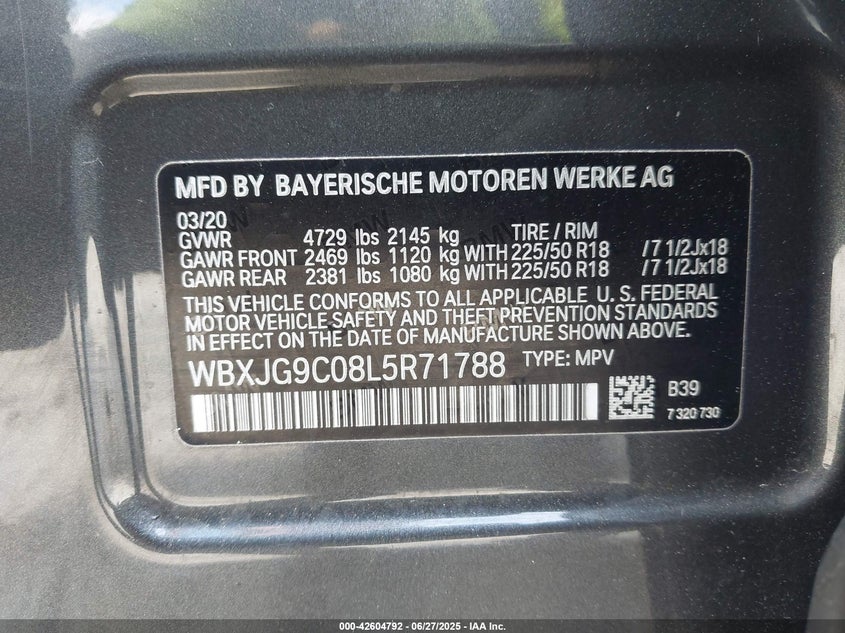 MFD BY BAYERISCHE MOTOREN WERKE AG
03/20
GVWR 4729 lbs 2145 kg TIRE / RIM
GAWR FRONT 2469 lbs 1120 kg WITH 225/50 R18 /7 1/2Jx18
GAWR REAR 2381 lbs 1080 kg WITH 225/50 R18 /7 1/2Jx18
THIS VEHICLE CONFORMS TO ALL APPLICABLE U. S. FEDERAL
MOTOR VEHICLE SAFETY AND THEFT PREVENTION STANDARDS
IN EFFECT ON THE DATE OF MANUFACTURE SHOWN ABOVE.
WBXJG9C08L5R71788 TYPE: MPV
B39
7 320 730
000-42604792 - 06/27/2025 - IAA Inc.